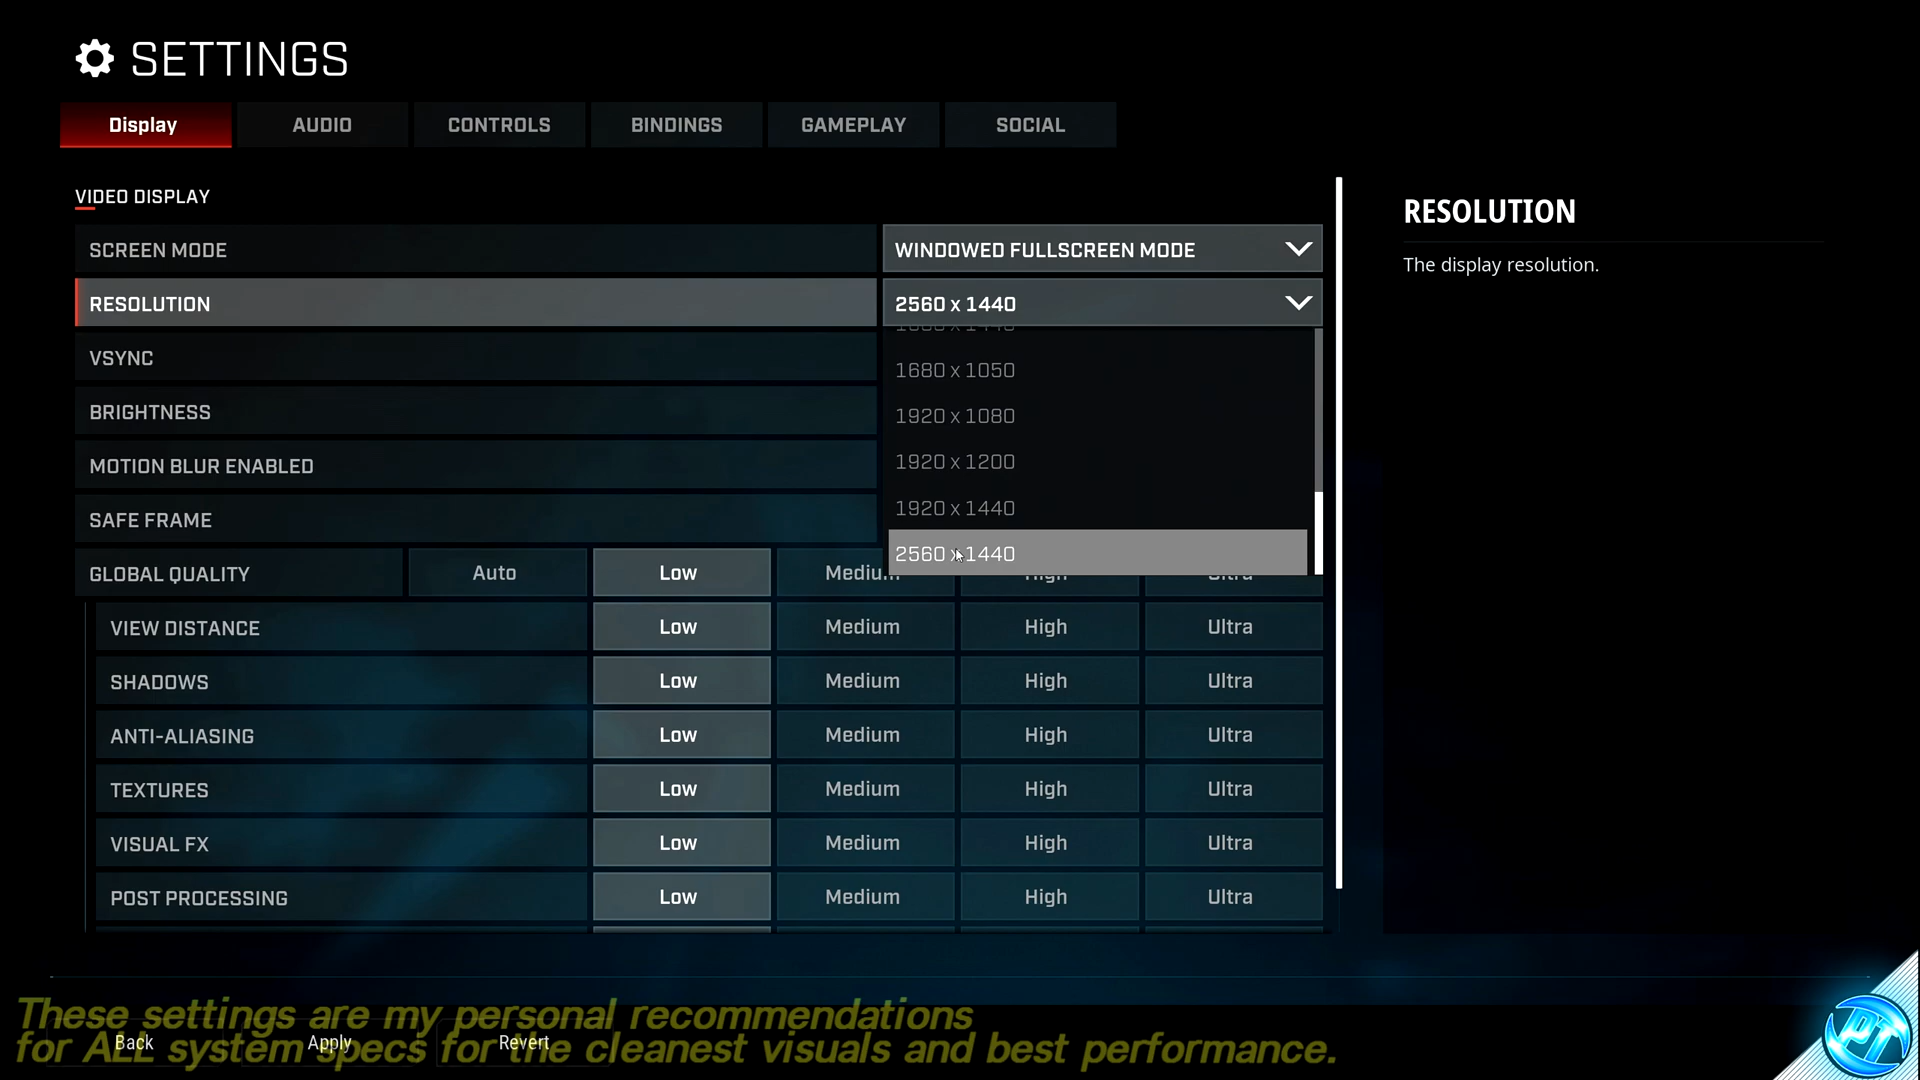 SETTINGS
Display
AUDIO
CONTROLS
BINDINGS
GAMEPLAY
SOCIAL
VIDEO DISPLAY
SCREEN MODE
WINDOWED FULLSCREEN MODE
RESOLUTION
2560 x 1440
VSYNC
BRIGHTNESS
MOTION BLUR ENABLED
SAFE FRAME
1680 x 1050
1920 x 1080
1920 x 1200
1920 x 1440
2560 x 1440
GLOBAL QUALITY
Auto
Low
Medium
High
Ultra
VIEW DISTANCE
Low
Medium
High
Ultra
SHADOWS
Low
Medium
High
Ultra
ANTI-ALIASING
Low
Medium
High
Ultra
TEXTURES
Low
Medium
High
Ultra
VISUAL FX
Low
Medium
High
Ultra
POST PROCESSING
Low
Medium
High
Ultra
RESOLUTION
The display resolution.
These settings are my personal recommendations
for ALL system specs for the cleanest visuals and best performance.
Back
Apply
Revert
PT